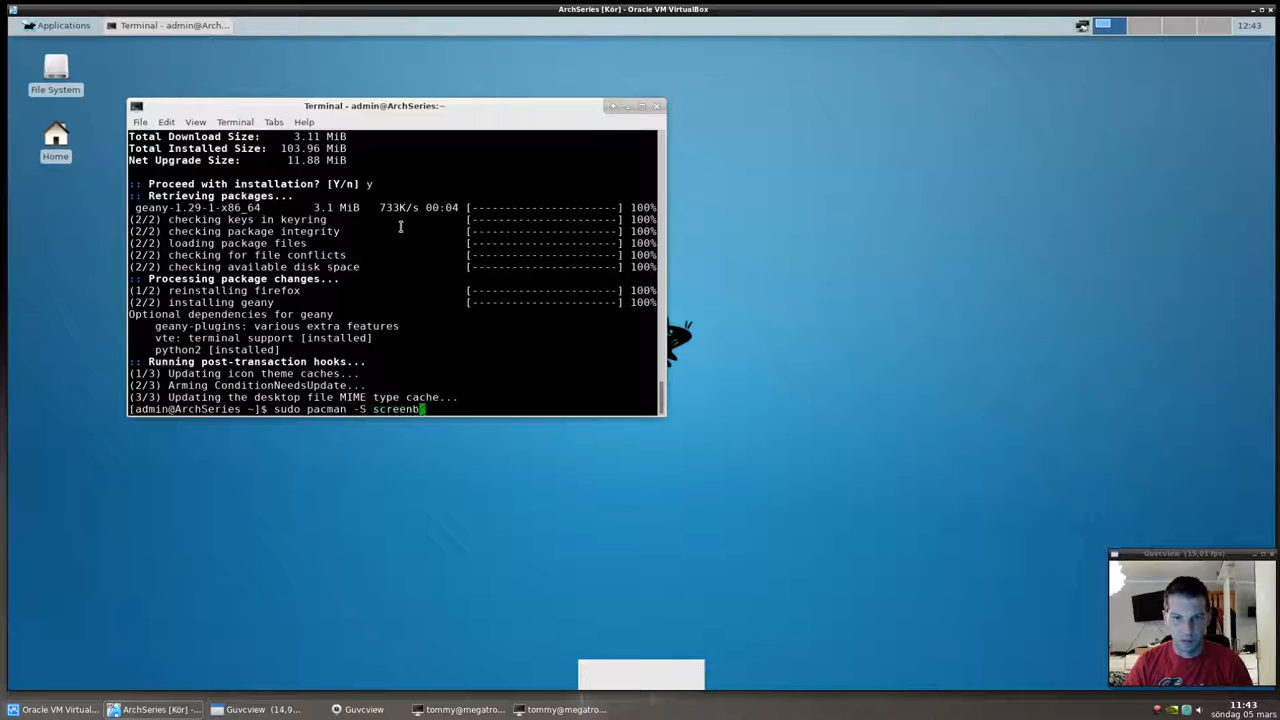 ArchSeries [Kör] - Oracle VM VirtualBox
Applications
Terminal - admin@ArchSeries...
12:43
File System
Home
Terminal - admin@ArchSeries:~
File Edit View Terminal Tabs Help
Total Download Size: 3.11 MiB
Total Installed Size: 103.96 MiB
Net Upgrade Size: 11.88 MiB
:: Proceed with installation? [Y/n] y
:: Retrieving packages...
geany-1.29-1-x86_64 3.1 MiB 733K/s 00:04 [---------------------] 100%
(2/2) checking keys in keyring [---------------------] 100%
(2/2) checking package integrity [---------------------] 100%
(2/2) loading package files [---------------------] 100%
(2/2) checking for file conflicts [---------------------] 100%
(2/2) checking available disk space [---------------------] 100%
:: Processing package changes...
(1/2) reinstalling firefox [---------------------] 100%
(2/2) installing geany [---------------------] 100%
Optional dependencies for geany
geany-plugins: various extra features
vte: terminal support [installed]
python2 [installed]
:: Running post-transaction hooks...
(1/3) Updating icon theme caches...
(2/3) Arming ConditionNeedsUpdate...
(3/3) Updating the desktop file MIME type cache...
[admin@ArchSeries ~]$ sudo pacman -S screenb
Guvcview (15,01 fps)
Oracle VM Virtual...
ArchSeries [Kör] -...
Guvcview (14,9...
Guvcview
tommy@megatro...
tommy@megatro...
11:43
söndag 05 mars